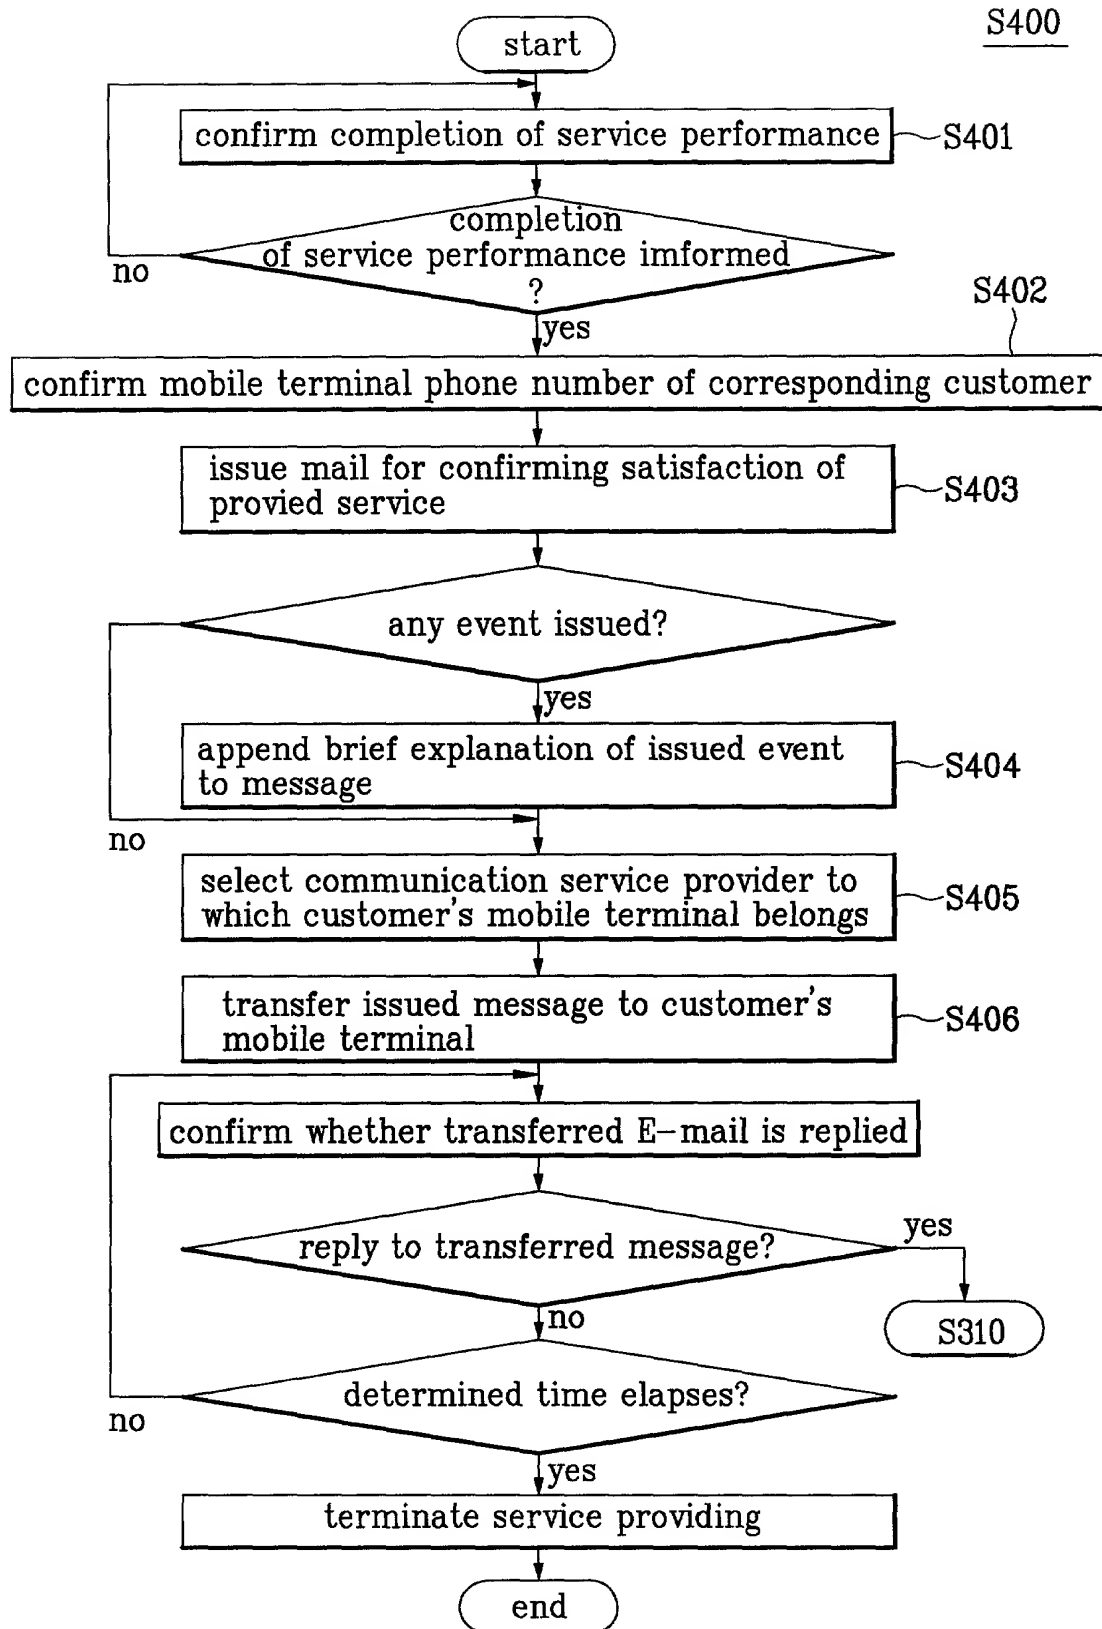 S400
start
confirm completion of service performance
S401
completion
of service performance imformed
?
no
yes
S402
confirm mobile terminal phone number of corresponding customer
issue mail for confirming satisfaction of
provied service
S403
any event issued?
yes
append brief explanation of issued event
to message
S404
no
select communication service provider to
which customer's mobile terminal belongs
S405
transfer issued message to customer's
mobile terminal
S406
confirm whether transferred E-mail is replied
reply to transferred message?
yes
S310
no
determined time elapses?
no
yes
terminate service providing
end